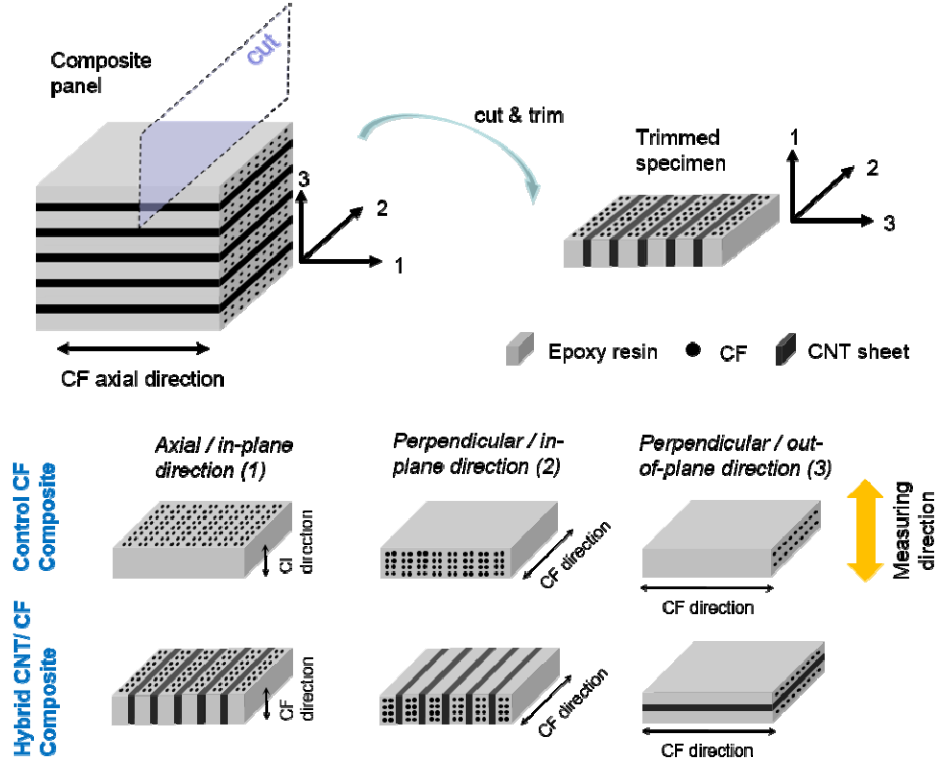 Composite
panel
cut
cut & trim
3
2
1
CF axial direction
Trimmed
specimen
1
2
3
Epoxy resin
CF
CNT sheet
Axial / in-plane
direction (1)
Perpendicular / in-
plane direction (2)
Perpendicular / out-
of-plane direction (3)
Control CF
Composite
CI
direction
CF direction
CF direction
Measuring
direction
Hybrid CNT/ CF
Composite
CF
direction
CF direction
CF direction